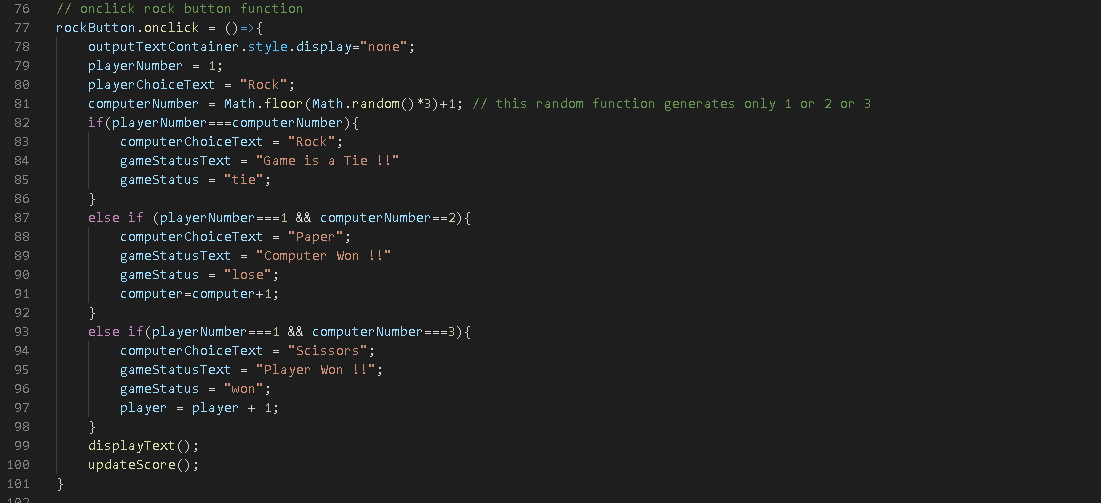 76 // onclick rock button function
77 rockButton.onclick = ()=>{
78     outputTextContainer.style.display="none";
79     playerNumber = 1;
80     playerChoiceText = "Rock";
81     computerNumber = Math.floor(Math.random()*3)+1; // this random function generates only 1 or 2 or 3
82     if(playerNumber===computerNumber){
83         computerChoiceText = "Rock";
84         gameStatusText = "Game is a Tie !!"
85         gameStatus = "tie";
86     }
87     else if (playerNumber===1 && computerNumber==2){
88         computerChoiceText = "Paper";
89         gameStatusText = "Computer Won !!"
90         gameStatus = "lose";
91         computer=computer+1;
92     }
93     else if(playerNumber===1 && computerNumber===3){
94         computerChoiceText = "Scissors";
95         gameStatusText = "Player Won !!";
96         gameStatus = "won";
97         player = player + 1;
98     }
99     displayText();
100     updateScore();
101 }
102